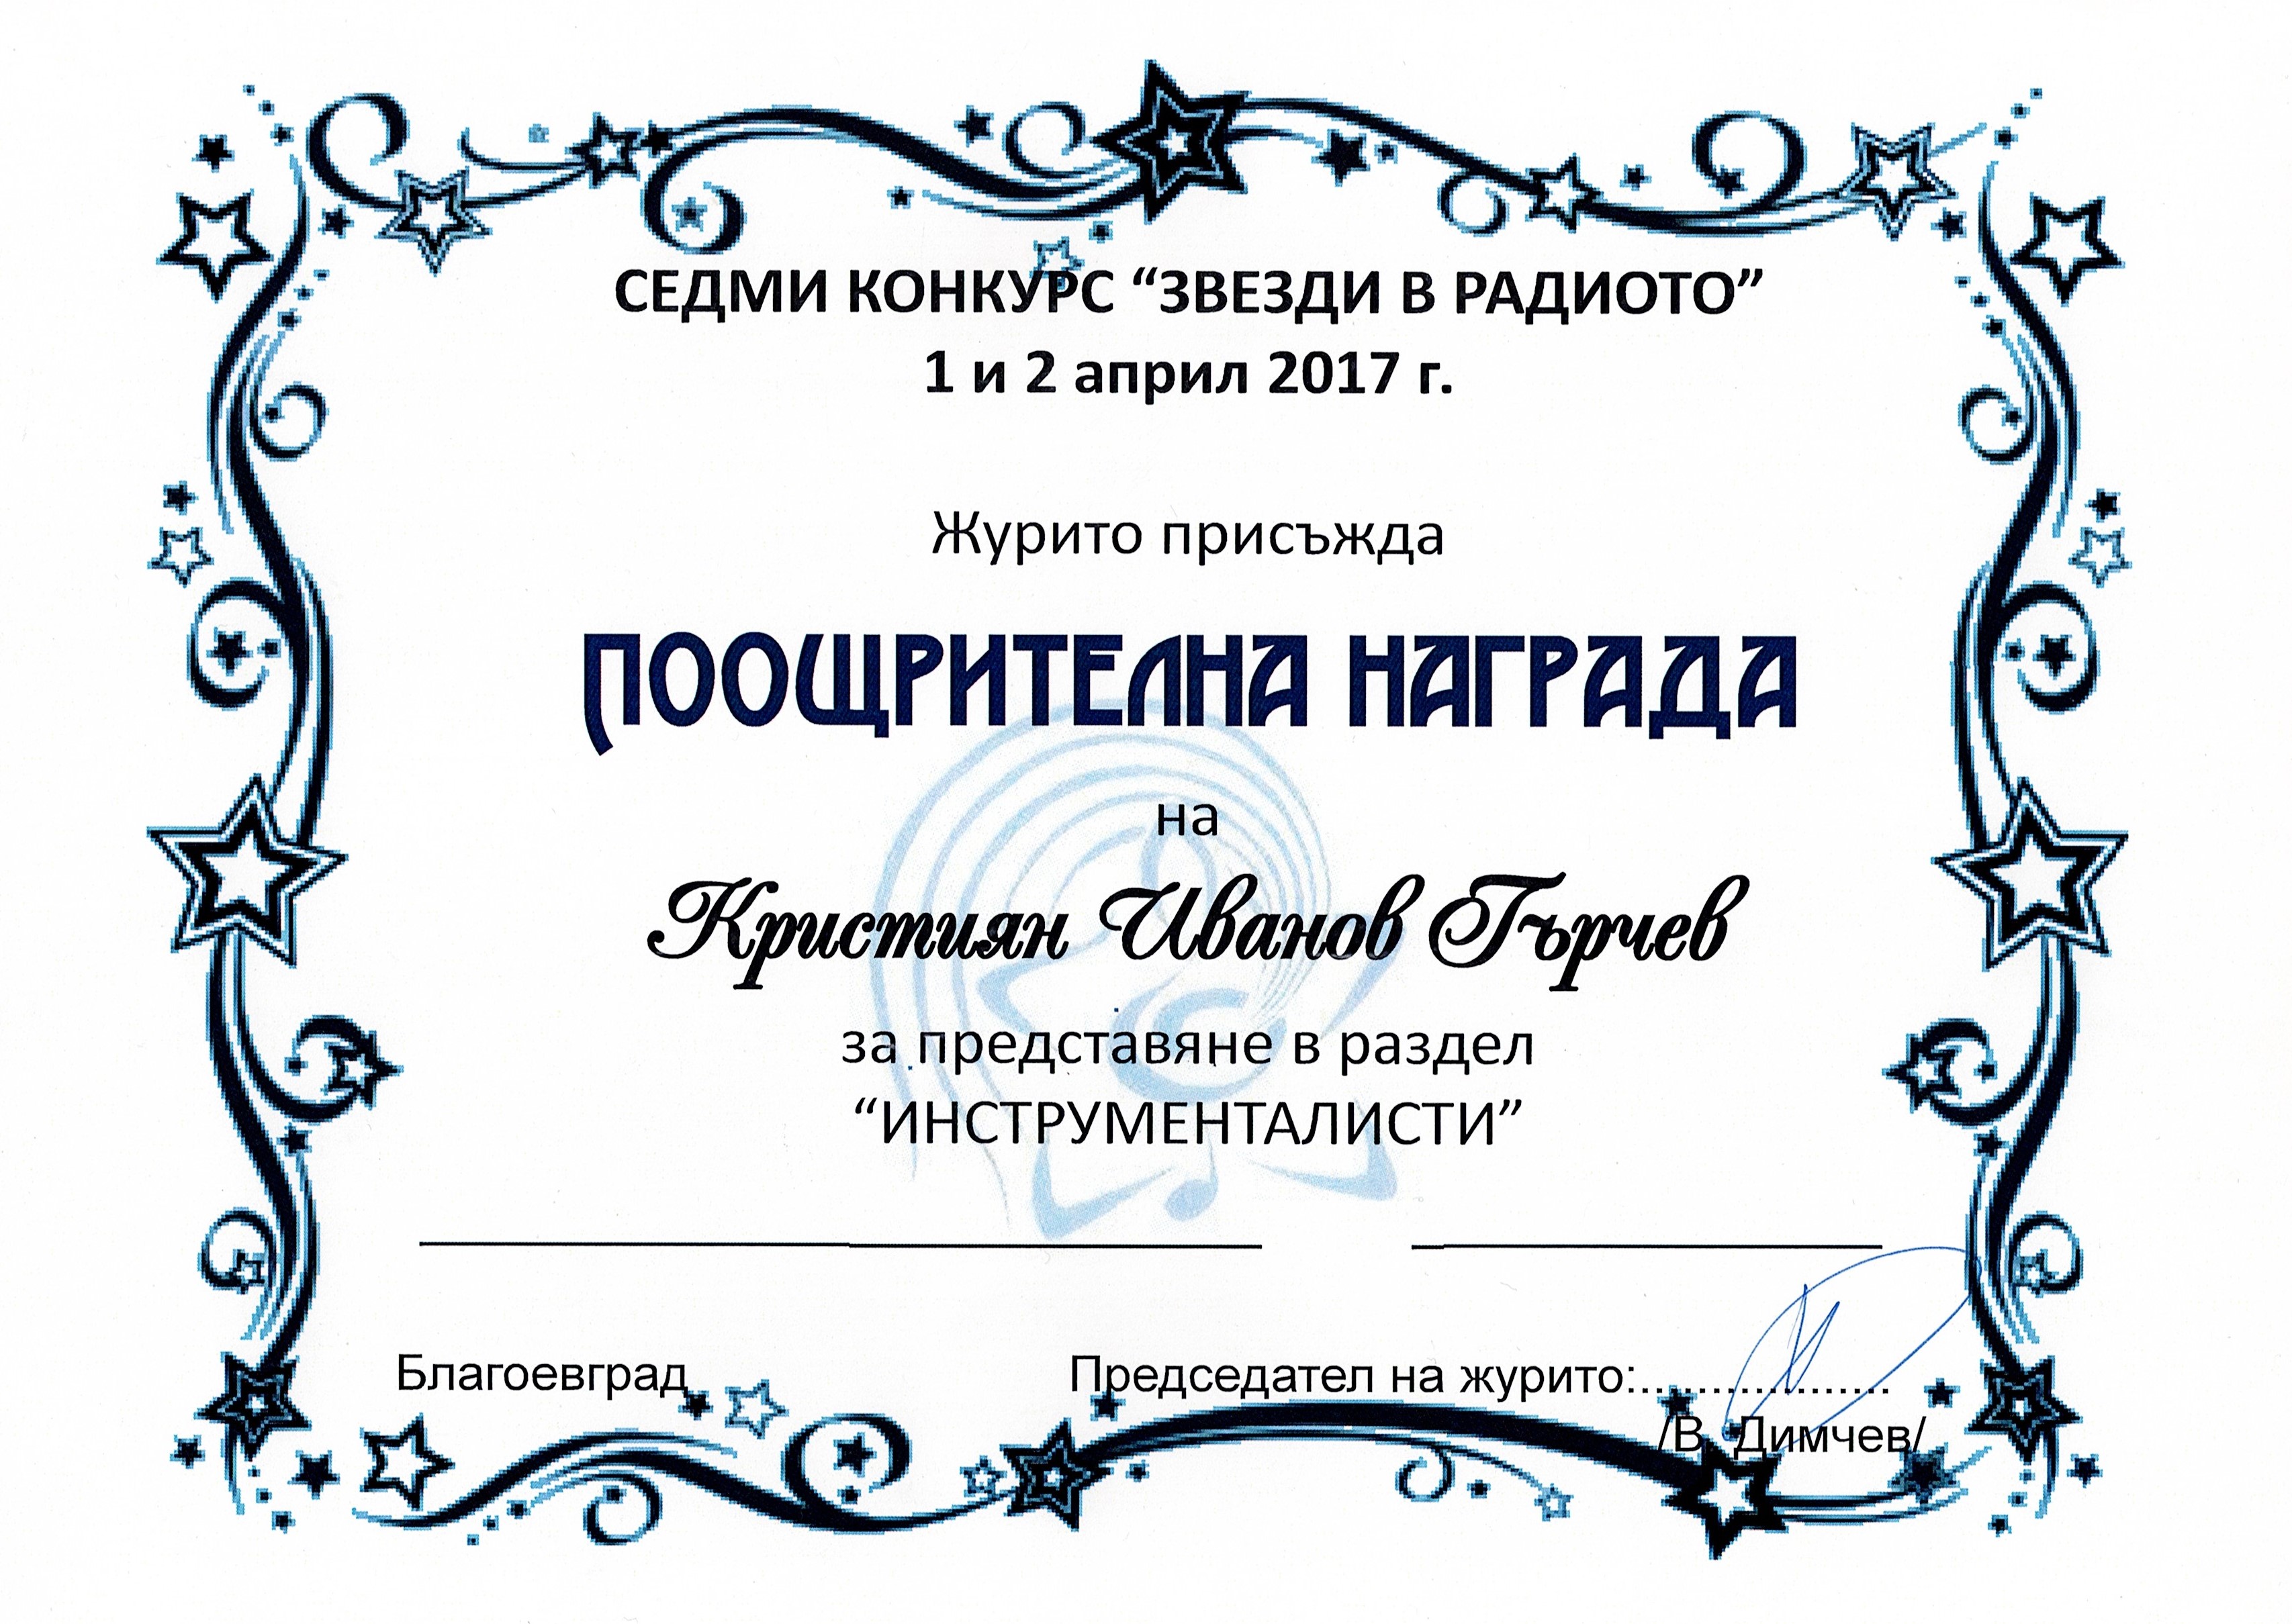 СЕДМИ КОНКУРС “ЗВЕЗДИ В РАДИОТО”
1 и 2 април 2017 г.
Журито присъжда
ПООЩРИТЕЛНА НАГРАДА
на
Кристиян Иванов Гърчев
за представяне в раздел
“ИНСТРУМЕНТАЛИСТИ”
Благоевград
Председател на журито:..................
/В. Димчев/